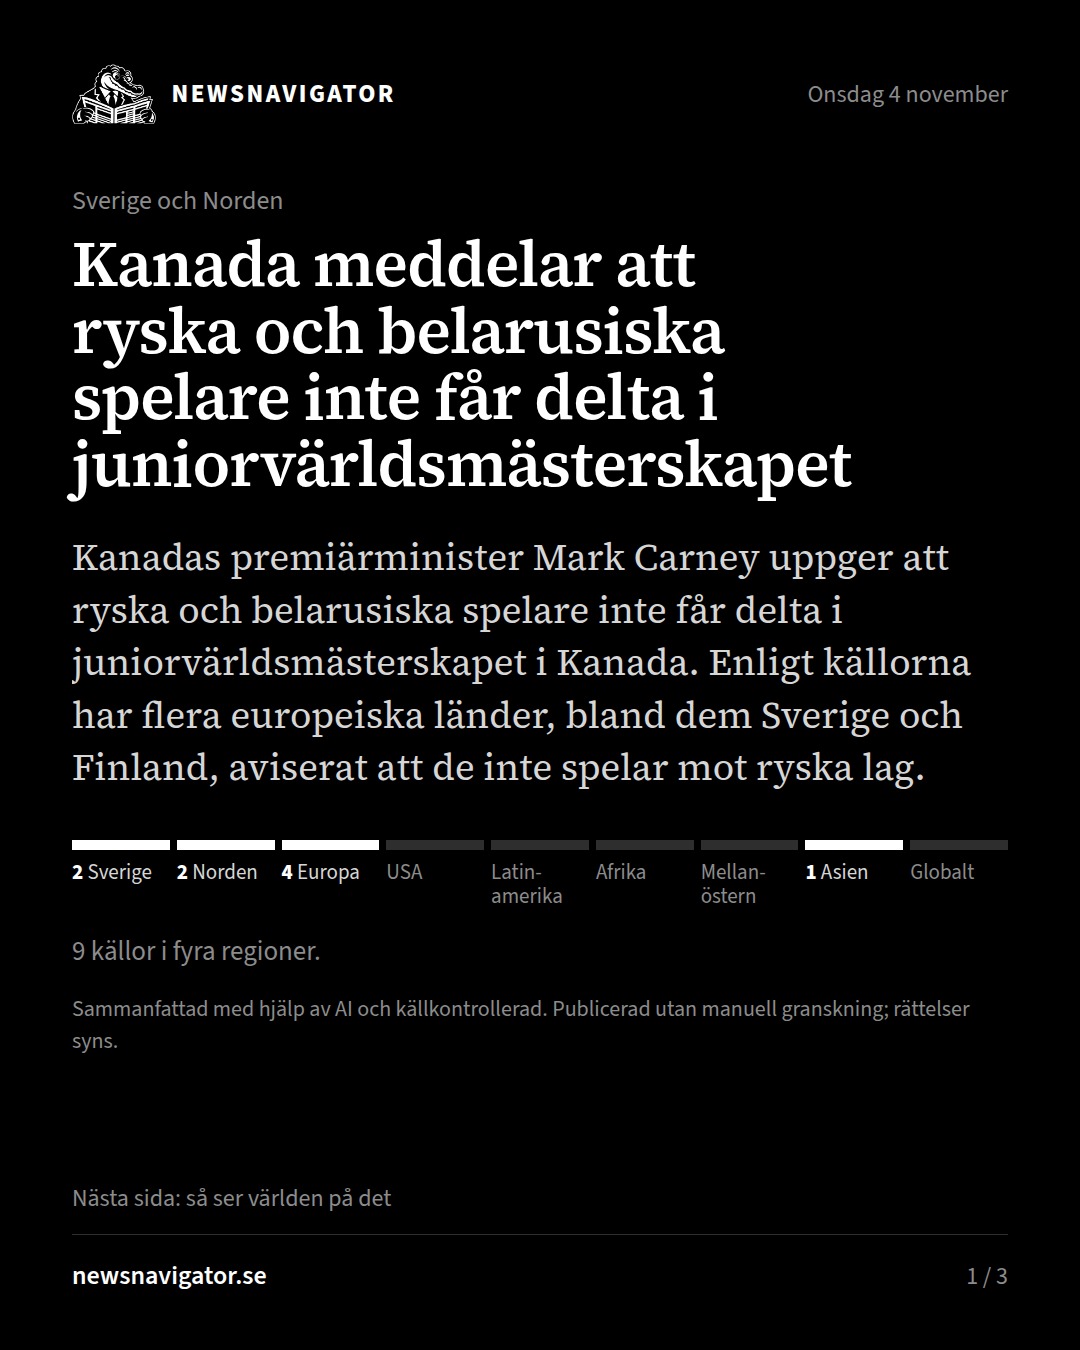 NEWSNAVIGATOR
Onsdag 4 november
Sverige och Norden
Kanada meddelar att
ryska och belarusiska
spelare inte får delta i
juniorvärldsmästerskapet
Kanadas premiärminister Mark Carney uppger att
ryska och belarusiska spelare inte får delta i
juniorvärldsmästerskapet i Kanada. Enligt källorna
har flera europeiska länder, bland dem Sverige och
Finland, aviserat att de inte spelar mot ryska lag.
2 Sverige
2 Norden
4 Europa
USA
Latin-
amerika
Afrika
Mellan-
östern
1 Asien
Globalt
9 källor i fyra regioner.
Sammanfattad med hjälp av AI och källkontrollerad. Publicerad utan manuell granskning; rättelser
syns.
Nästa sida: så ser världen på det
newsnavigator.se
1 / 3